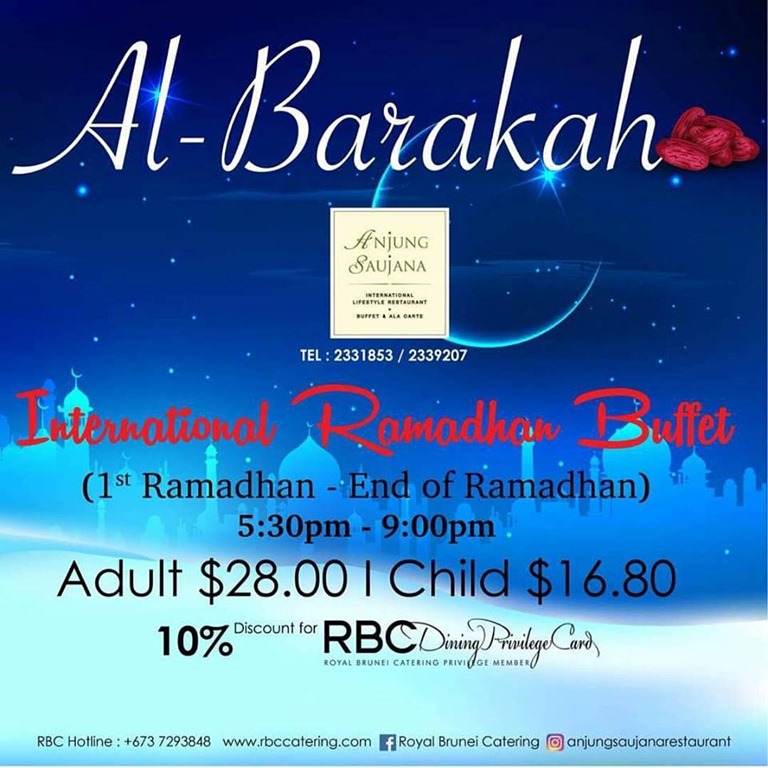 Al-Barakah
Anjung
Saujana
INTERNATIONAL
LIFESTYLE RESTAURANT
BUFFET & ALA CARTE
TEL : 2331853 / 2339207
International Ramadhan Buffet
(1st Ramadhan - End of Ramadhan)
5:30pm - 9:00pm
Adult $28.00 | Child $16.80
10% Discount for RBC Dining Privilege Card
ROYAL BRUNEI CATERING PRIVILEGE MEMBER
RBC Hotline : +673 7293848 www.rbccatering.com Royal Brunei Catering anjungsaujanarestaurant